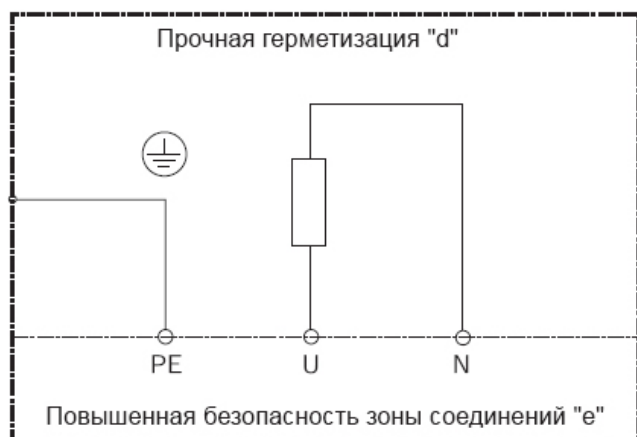 Прочная герметизация "d"
PE U N
Повышенная безопасность зоны соединений "e"